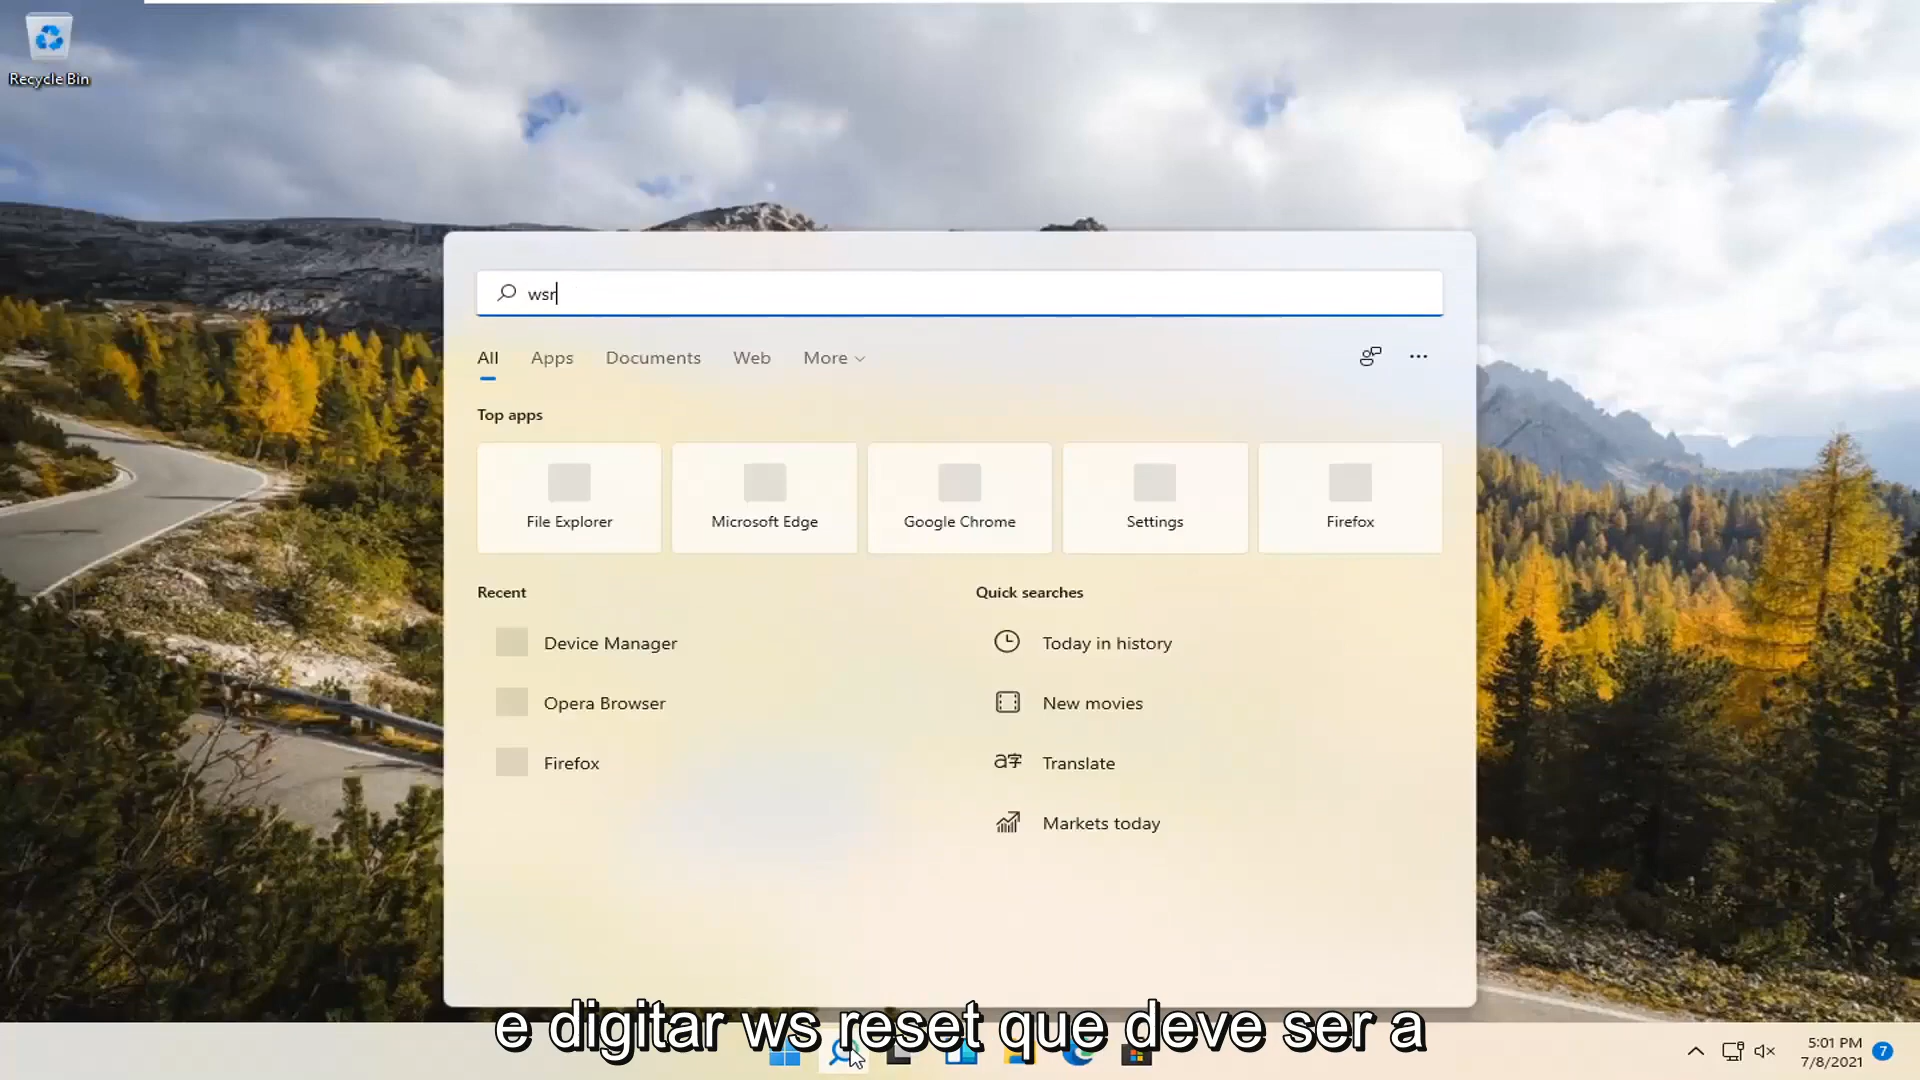 Recycle Bin
wsr
All Apps Documents Web More
Top apps
File Explorer Microsoft Edge Google Chrome Settings Firefox
Recent Quick searches
Device Manager Today in history
Opera Browser New movies
Firefox Translate
Markets today
e digitar ws reset que deve ser a
5:01 PM
7/8/2021 7